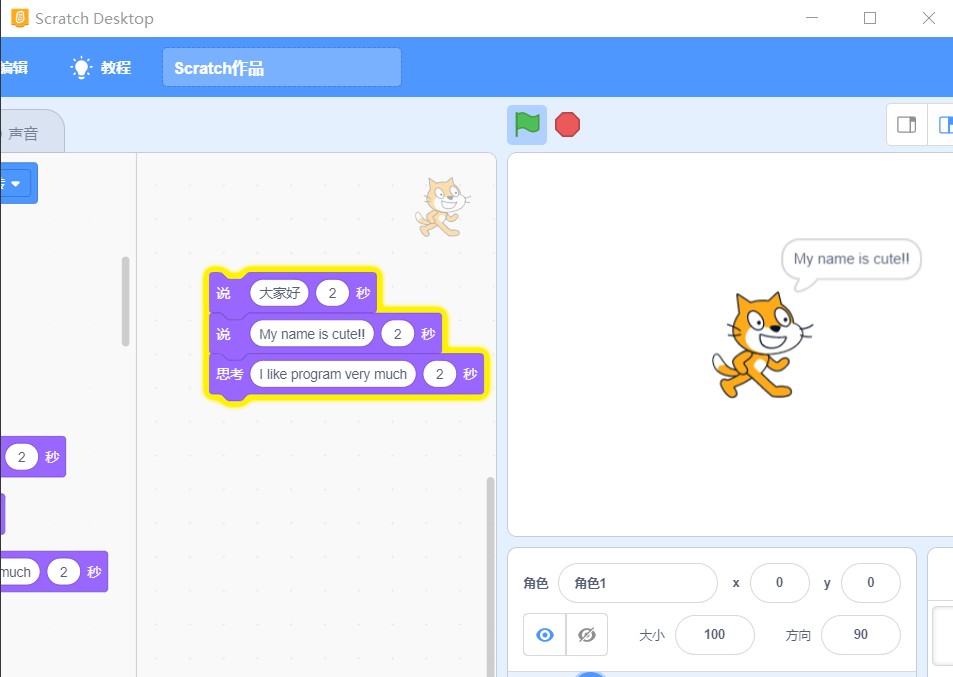 Scratch Desktop
编辑
教程
Scratch作品
声音
说 大家好 2 秒
说 My name is cute!! 2 秒
思考 I like program very much 2 秒
2 秒
much 2 秒
My name is cute!!
角色 角色1 x 0 y 0
大小 100 方向 90